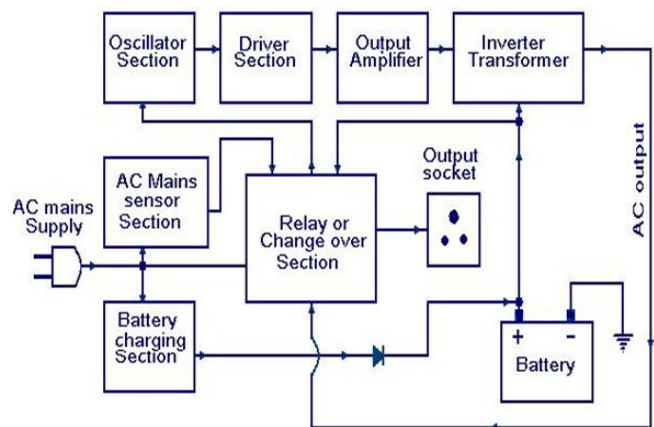 Oscillator
Section
Driver
Section
Output
Amplifier
Inverter
Transformer
AC Mains
sensor
Section
AC mains
Supply
Relay or
Change over
Section
Output
socket
AC output
Battery
charging
Section
+ -
Battery